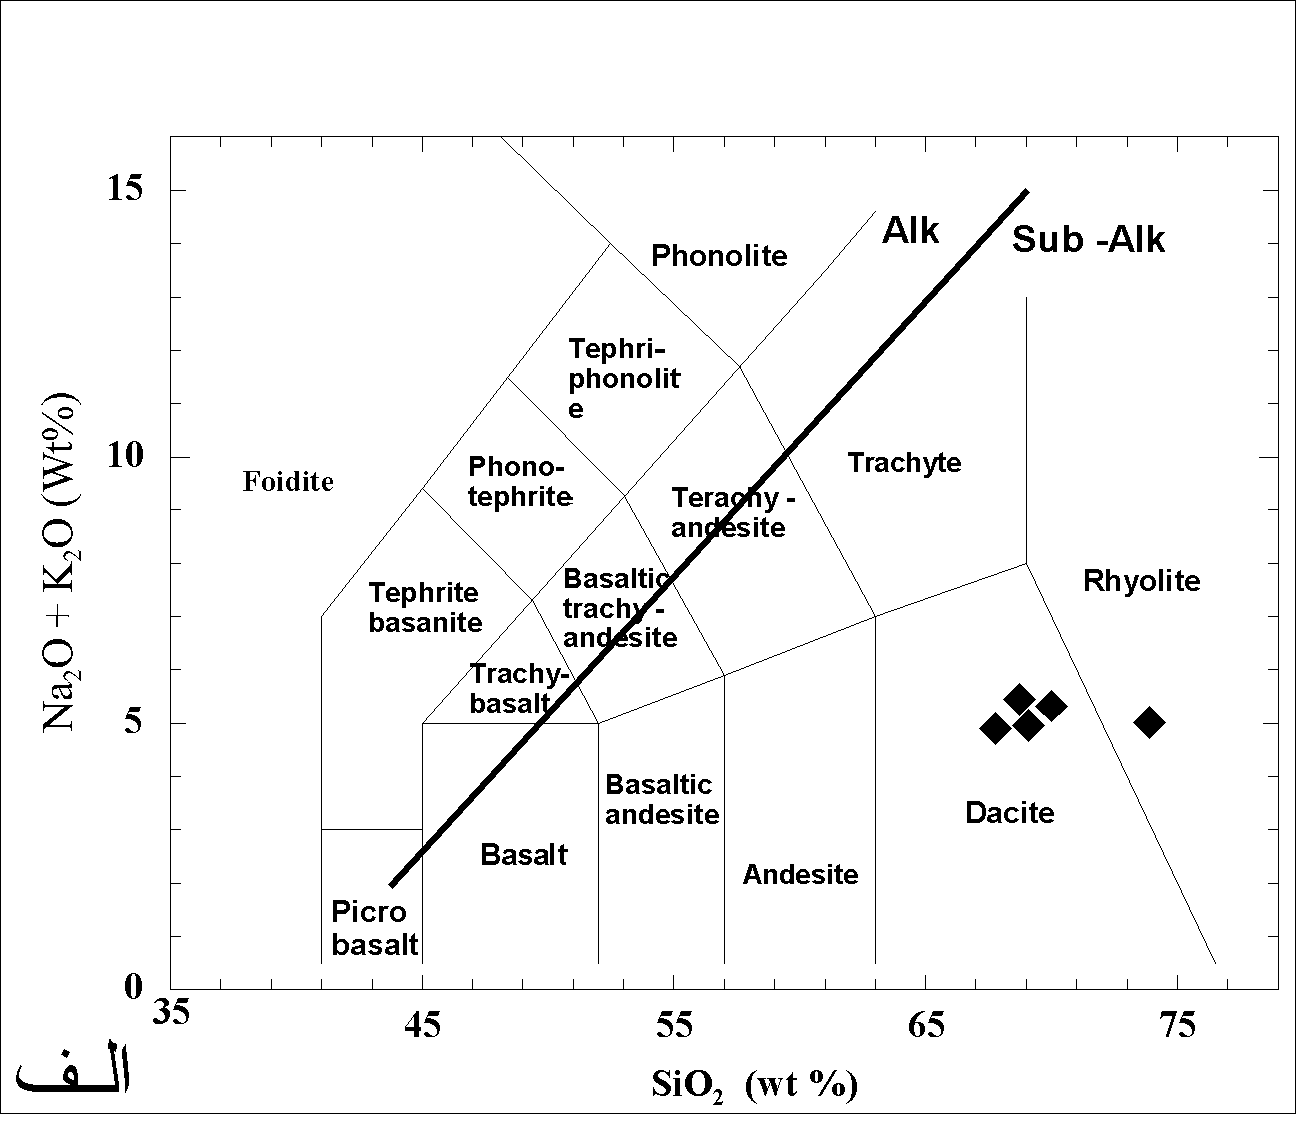 15
10
5
0
Na₂O + K₂O (Wt%)
Alk
Sub -Alk
Phonolite
Tephri-
phonolit
e
Foidite
Phono-
tephrite
Terachy -
andesite
Trachyte
Tephrite
basanite
Basaltic
trachy -
andesite
Rhyolite
Trachy-
basalt
Basaltic
andesite
Dacite
Basalt
Andesite
Picro
basalt
35
45
55
65
75
SiO₂ (wt %)
الـف